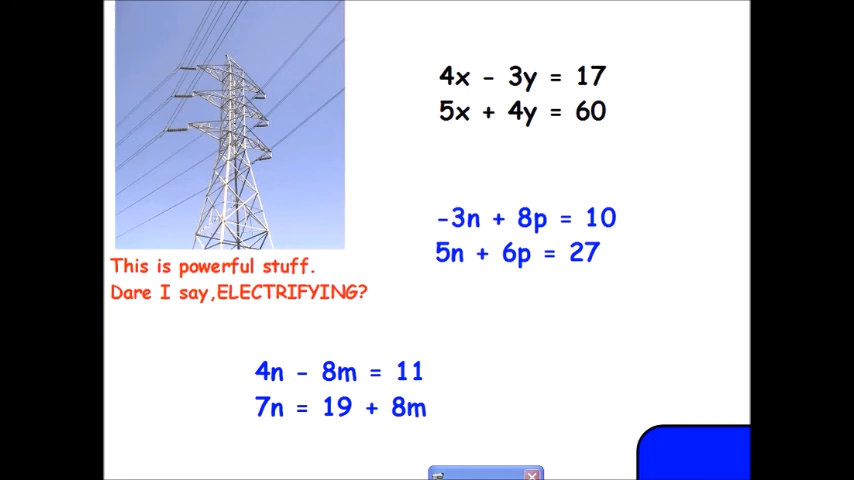 4x - 3y = 17
5x + 4y = 60
-3n + 8p = 10
5n + 6p = 27
This is powerful stuff.
Dare I say,ELECTRIFYING?
4n - 8m = 11
7n = 19 + 8m